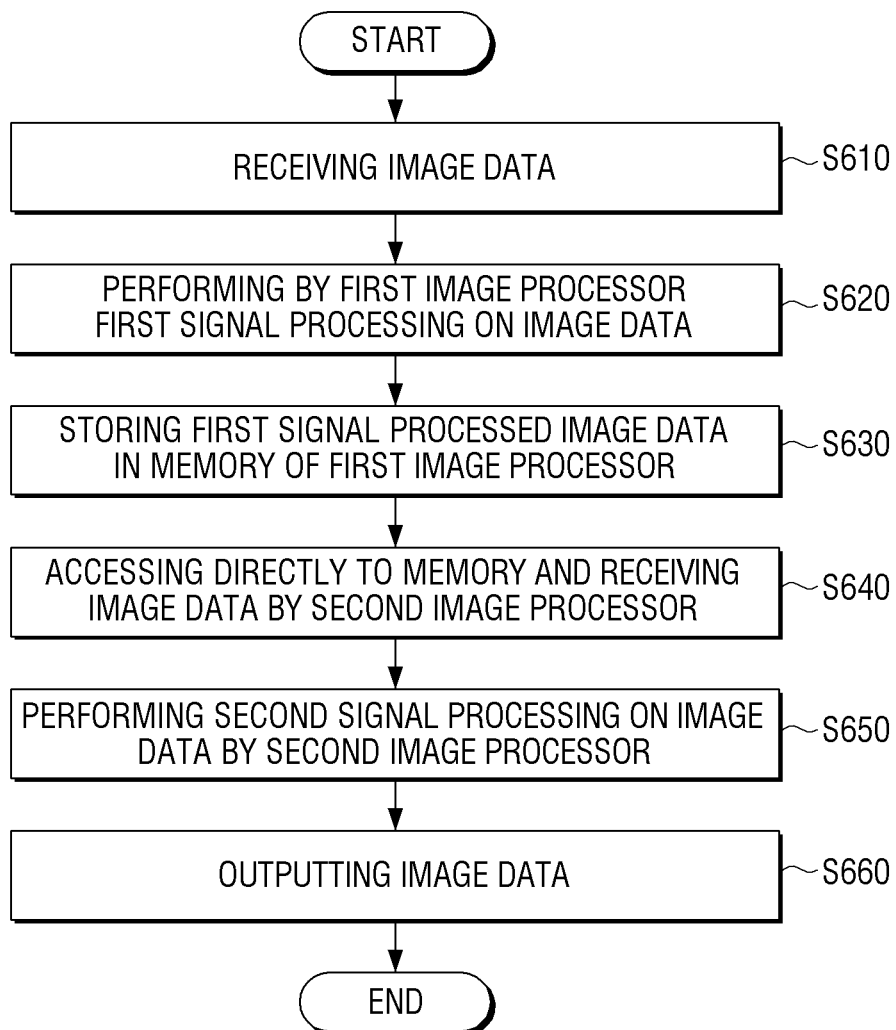 START
RECEIVING IMAGE DATA
S610
PERFORMING BY FIRST IMAGE PROCESSOR
FIRST SIGNAL PROCESSING ON IMAGE DATA
S620
STORING FIRST SIGNAL PROCESSED IMAGE DATA
IN MEMORY OF FIRST IMAGE PROCESSOR
S630
ACCESSING DIRECTLY TO MEMORY AND RECEIVING
IMAGE DATA BY SECOND IMAGE PROCESSOR
S640
PERFORMING SECOND SIGNAL PROCESSING ON IMAGE
DATA BY SECOND IMAGE PROCESSOR
S650
OUTPUTTING IMAGE DATA
S660
END